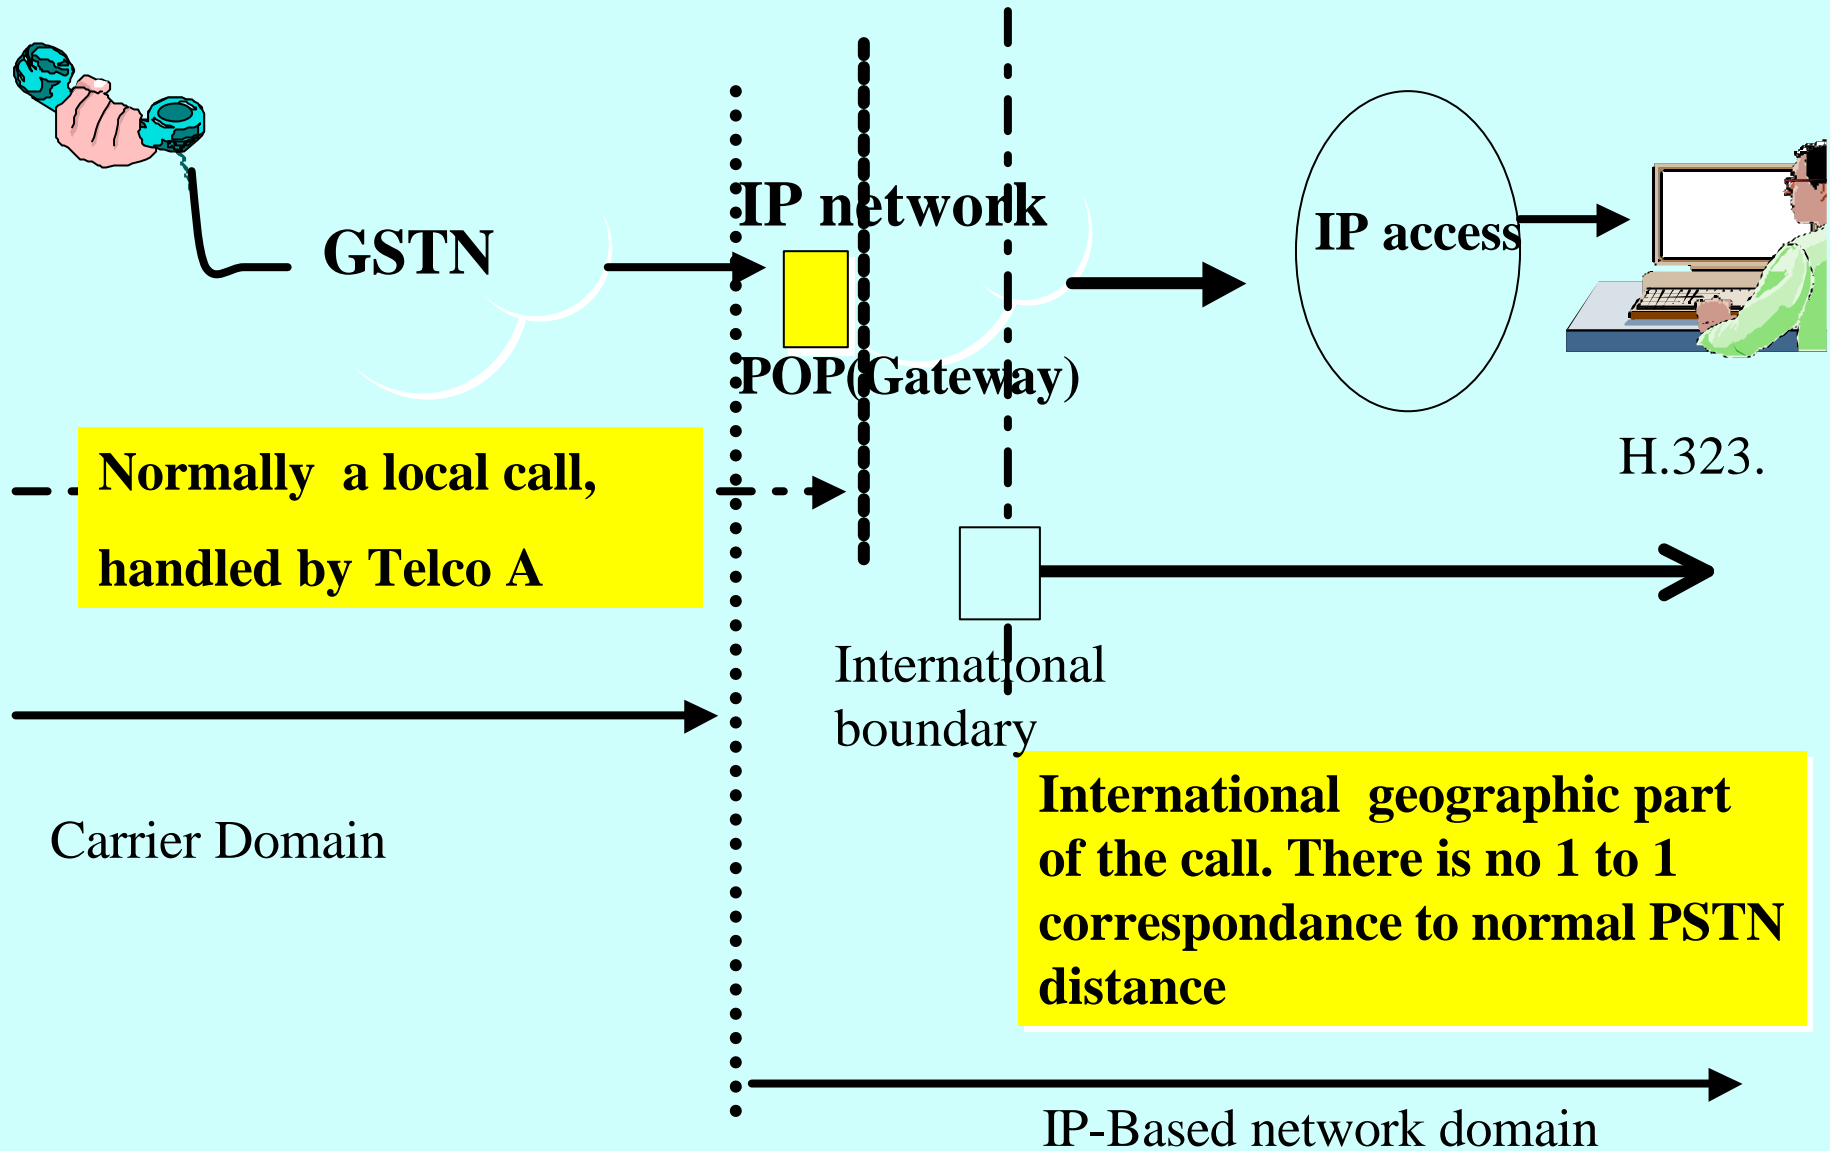 IP network
GSTN
IP access
POP(Gateway)
H.323.
Normally a local call,
handled by Telco A
International
boundary
Carrier Domain
International geographic part
of the call. There is no 1 to 1
correspondance to normal PSTN
distance
IP-Based network domain